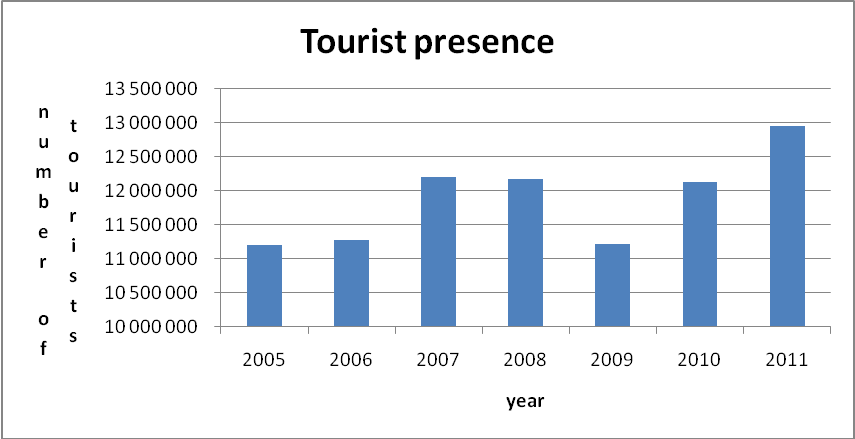 Tourist presence
number of
tourists
13 500 000
13 000 000
12 500 000
12 000 000
11 500 000
11 000 000
10 500 000
10 000 000
2005 2006 2007 2008 2009 2010 2011
year